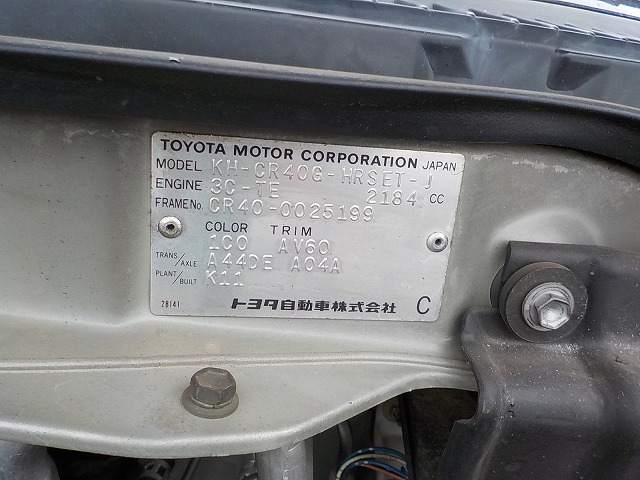 TOYOTA MOTOR CORPORATION JAPAN
MODEL KH-CR40G-HRSET-J
ENGINE 3C-TE 2184 CC
FRAME No. CR40-0025199
COLOR TRIM
1C0 AV60
TRANS/AXLE A44DE A04A
PLANT/BUILT K11
28141 トヨタ自動車株式会社 C